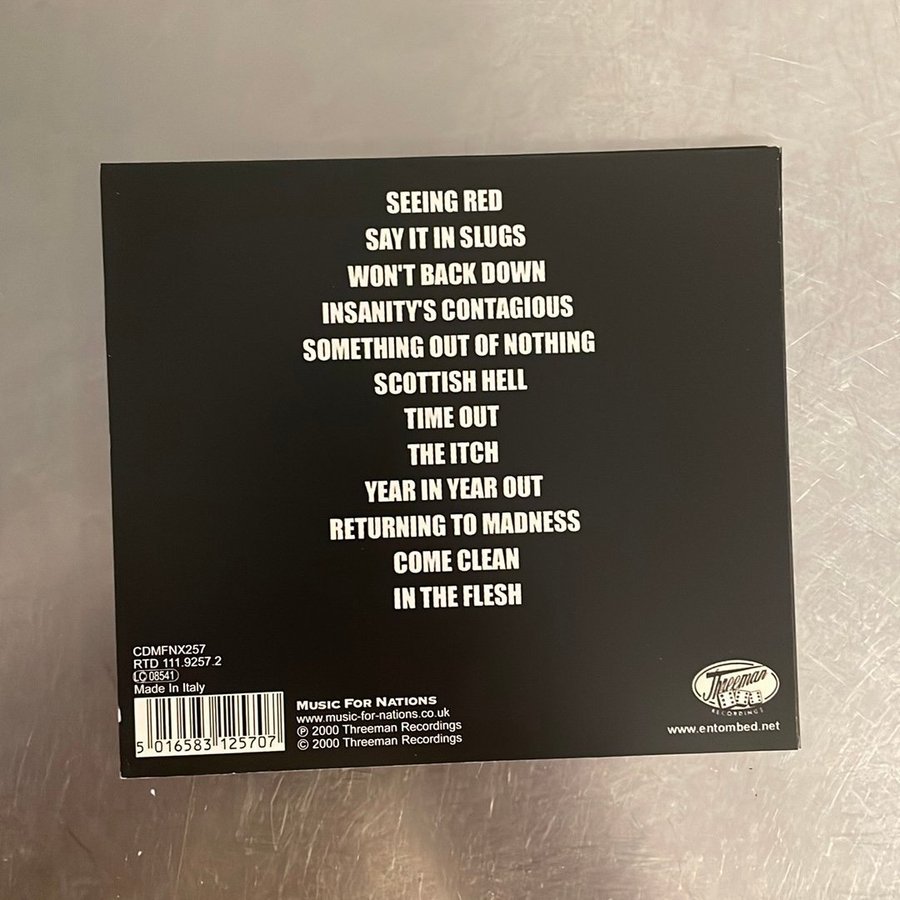 SEEING RED
SAY IT IN SLUGS
WON'T BACK DOWN
INSANITY'S CONTAGIOUS
SOMETHING OUT OF NOTHING
SCOTTISH HELL
TIME OUT
THE ITCH
YEAR IN YEAR OUT
RETURNING TO MADNESS
COME CLEAN
IN THE FLESH
CDMFNX257
RTD 111.9257.2
LC 08541
Made In Italy
5 016583 125707
MUSIC FOR NATIONS
www.music-for-nations.co.uk
℗ 2000 Threeman Recordings
© 2000 Threeman Recordings
Threeman
RECORDINGS
www.entombed.net